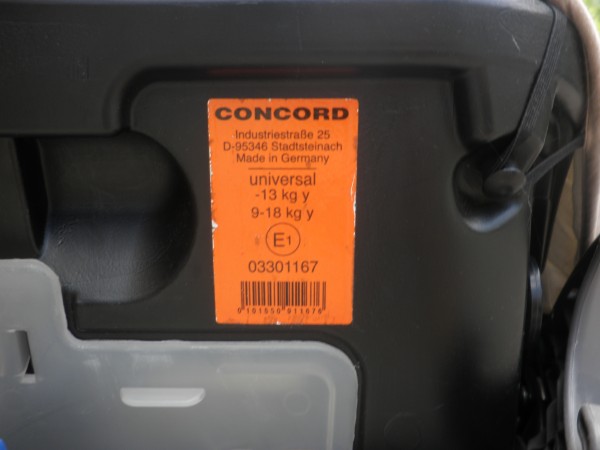 CONCORD
Industriestraße 25
D-95346 Stadtsteinach
Made in Germany
universal
-13 kg y
9-18 kg y
E1
03301167